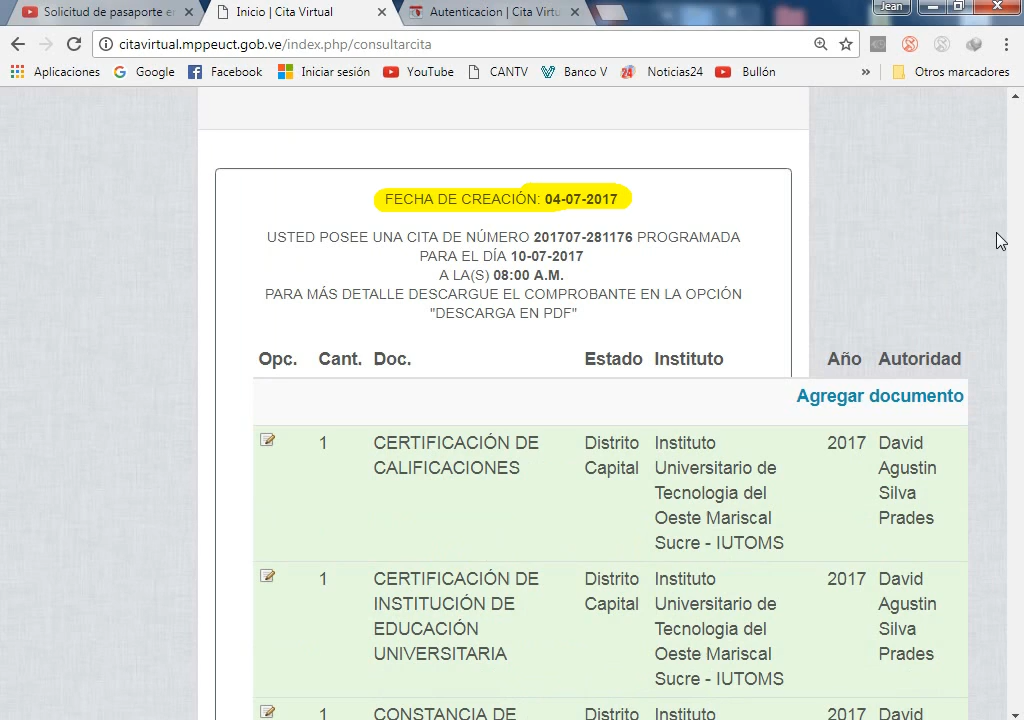 Solicitud de pasaporte e
Inicio | Cita Virtual
Autenticacion | Cita Virtu
Jean
citavirtual.mppeuct.gob.ve/index.php/consultarcita
Aplicaciones Google Facebook Iniciar sesión YouTube CANTV Banco V 24 Noticias24 Bullón » Otros marcadores
FECHA DE CREACIÓN: 04-07-2017
USTED POSEE UNA CITA DE NÚMERO 201707-281176 PROGRAMADA
PARA EL DÍA 10-07-2017
A LA(S) 08:00 A.M.
PARA MÁS DETALLE DESCARGUE EL COMPROBANTE EN LA OPCIÓN
"DESCARGA EN PDF"
Opc. Cant. Doc. Estado Instituto Año Autoridad
Agregar documento
1 CERTIFICACIÓN DE Distrito Instituto 2017 David
CALIFICACIONES Capital Universitario de Agustin
Tecnologia del Silva
Oeste Mariscal Prades
Sucre - IUTOMS
1 CERTIFICACIÓN DE Distrito Instituto 2017 David
INSTITUCIÓN DE Capital Universitario de Agustin
EDUCACIÓN Tecnologia del Silva
UNIVERSITARIA Oeste Mariscal Prades
Sucre - IUTOMS
1 CONSTANCIA DE Distrito Instituto 2017 David